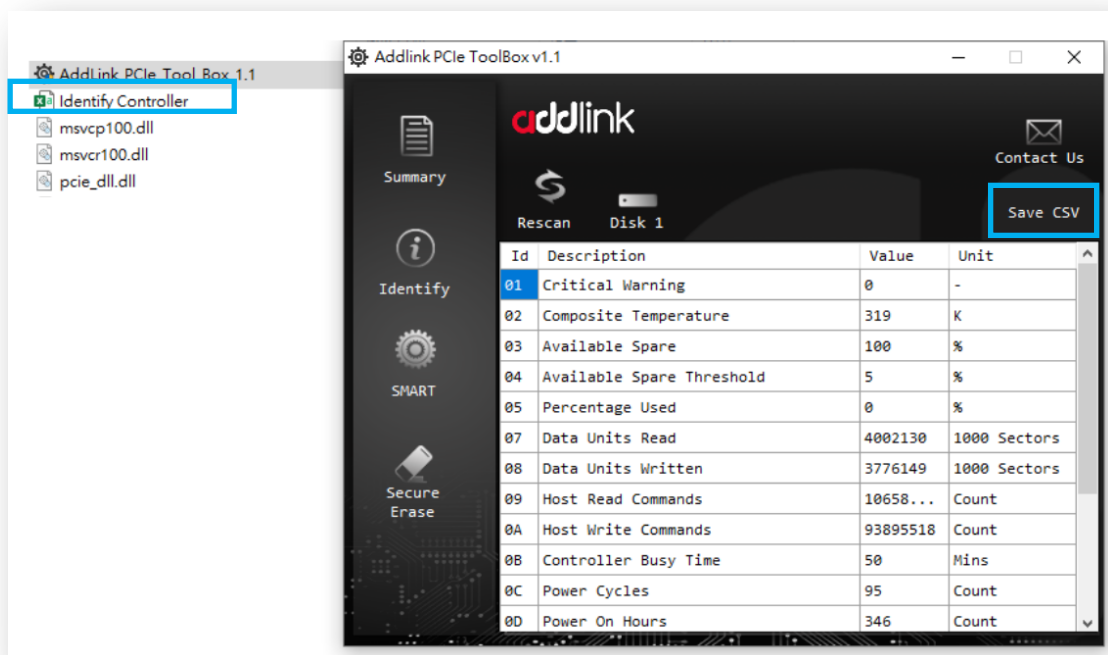 AddLink PCIe Tool Box 1.1
Identify Controller
msvcp100.dll
msvcr100.dll
pcie_dll.dll
Addlink PCIe ToolBox v1.1
addlink
Contact Us
Summary
Rescan Disk 1
Save CSV
Identify
SMART
Secure
Erase
Id Description Value Unit
01 Critical Warning 0 -
02 Composite Temperature 319 K
03 Available Spare 100 %
04 Available Spare Threshold 5 %
05 Percentage Used 0 %
07 Data Units Read 4002130 1000 Sectors
08 Data Units Written 3776149 1000 Sectors
09 Host Read Commands 10658... Count
0A Host Write Commands 93895518 Count
0B Controller Busy Time 50 Mins
0C Power Cycles 95 Count
0D Power On Hours 346 Count